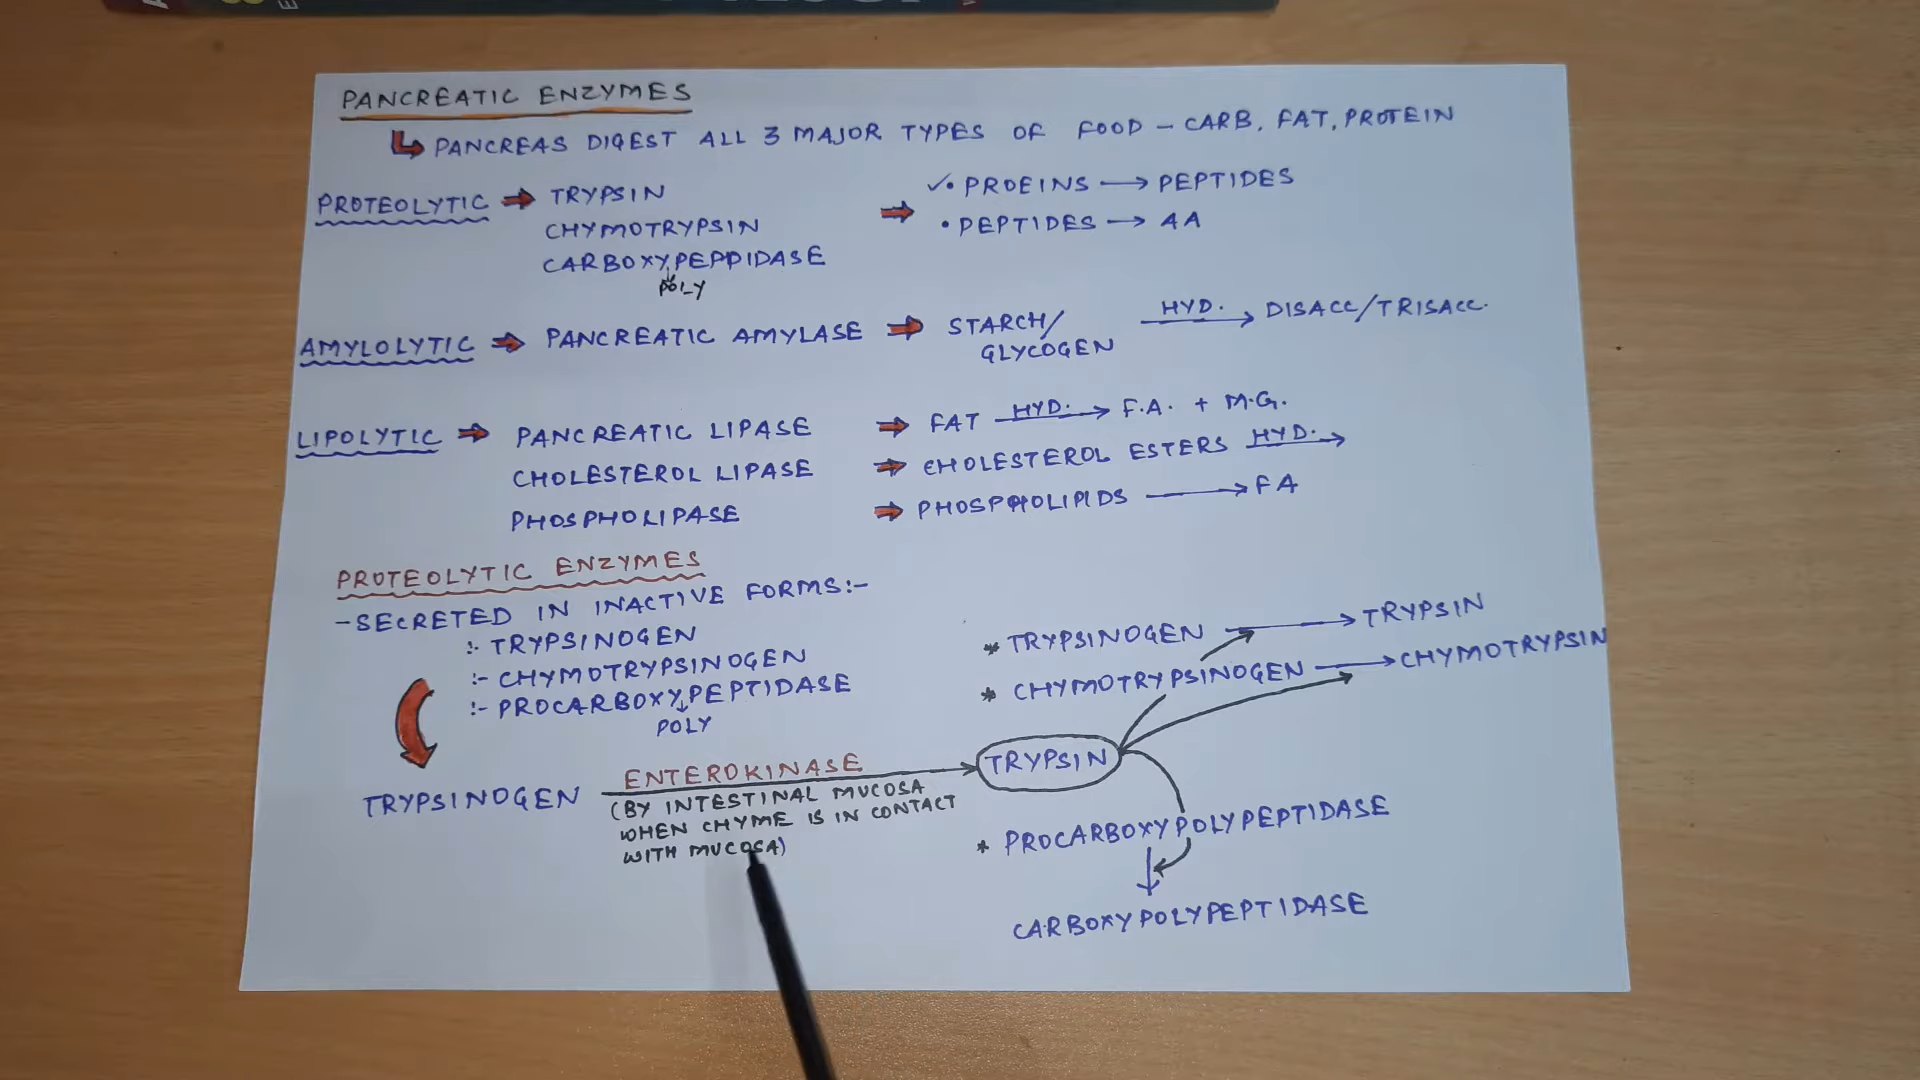 PANCREATIC ENZYMES
PANCREAS DIGEST ALL 3 MAJOR TYPES OF FOOD - CARB, FAT, PROTEIN
PROTEOLYTIC TRYPSIN
CHYMOTRYPSIN
CARBOXYPEPDIDASE
POLY
✓• PROEINS → PEPTIDES
• PEPTIDES → AA
AMYLOLYTIC PANCREATIC AMYLASE STARCH/
GLYCOGEN
HYD. → DISACC/TRISACC.
LIPOLYTIC PANCREATIC LIPASE FAT HYD. → F.A. + M.G.
CHOLESTEROL LIPASE CHOLESTEROL ESTERS HYD. →
PHOSPHOLIPASE PHOSPHOLIPIDS → FA
PROTEOLYTIC ENZYMES
- SECRETED IN INACTIVE FORMS:-
:- TRYPSINOGEN
:- CHYMOTRYPSINOGEN
:- PROCARBOXYPEPTIDASE
POLY
TRYPSINOGEN ENTEROKINASE → TRYPSIN
(BY INTESTINAL MUCOSA
WHEN CHYME IS IN CONTACT
WITH MUCOSA)
* TRYPSINOGEN → TRYPSIN
* CHYMOTRYPSINOGEN → CHYMOTRYPSIN
* PROCARBOXYPOLYPEPTIDASE
↓
CARBOXYPOLYPEPTIDASE